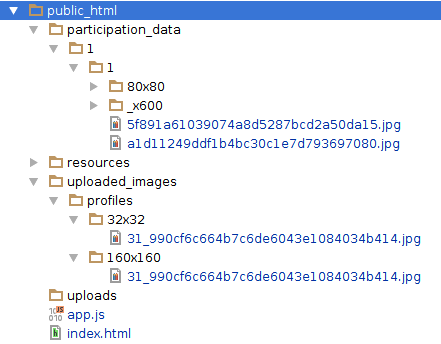 public_html
participation_data
1
1
80x80
_x600
5f891a61039074a8d5287bcd2a50da15.jpg
a1d11249ddf1b4bc30c1e7d793697080.jpg
resources
uploaded_images
profiles
32x32
31_990cf6c664b7c6de6043e1084034b414.jpg
160x160
31_990cf6c664b7c6de6043e1084034b414.jpg
uploads
app.js
index.html